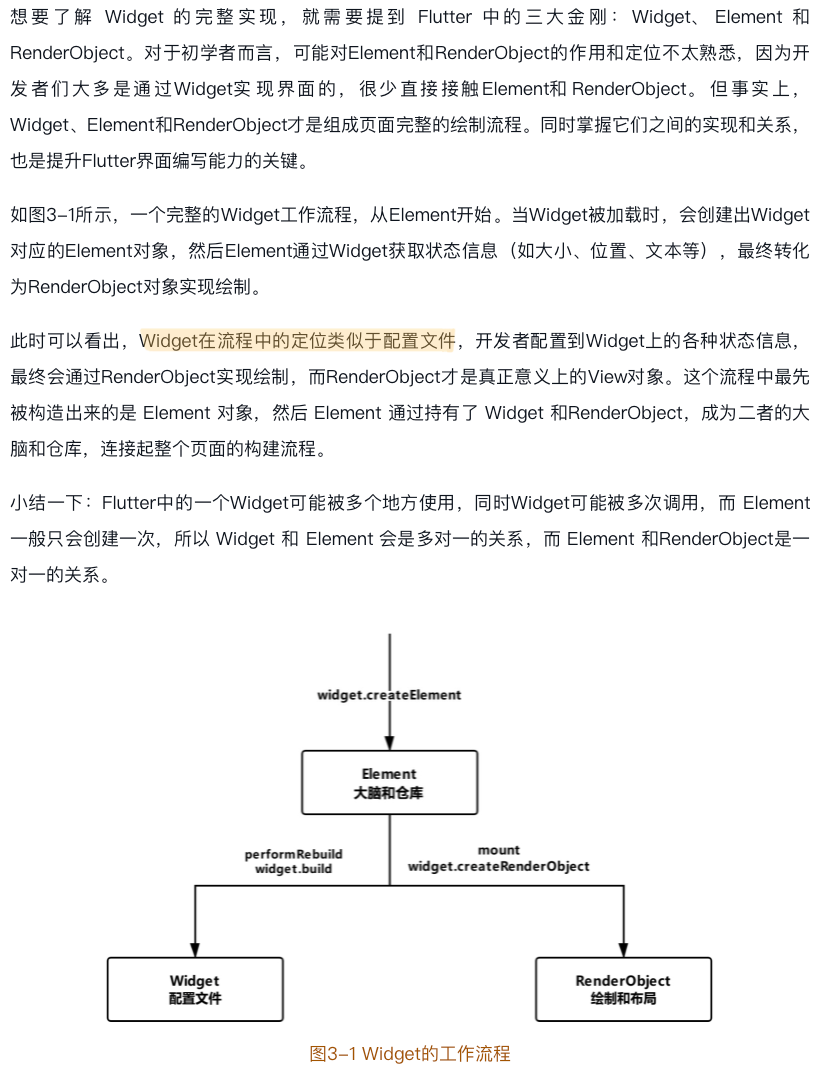 想要了解 Widget 的完整实现，就需要提到 Flutter 中的三大金刚：Widget、Element 和
RenderObject。对于初学者而言，可能对Element和RenderObject的作用和定位不太熟悉，因为开
发者们大多是通过Widget实现界面的，很少直接接触Element和RenderObject。但事实上，
Widget、Element和RenderObject才是组成页面完整的绘制流程。同时掌握它们之间的实现和关系，
也是提升Flutter界面编写能力的关键。
如图3-1所示，一个完整的Widget工作流程，从Element开始。当Widget被加载时，会创建出Widget
对应的Element对象，然后Element通过Widget获取状态信息（如大小、位置、文本等），最终转化
为RenderObject对象实现绘制。
此时可以看出，Widget在流程中的定位类似于配置文件，开发者配置到Widget上的各种状态信息，
最终会通过RenderObject实现绘制，而RenderObject才是真正意义上的View对象。这个流程中最先
被构造出来的是 Element 对象，然后 Element 通过持有了 Widget 和RenderObject，成为二者的大
脑和仓库，连接起整个页面的构建流程。
小结一下：Flutter中的一个Widget可能被多个地方使用，同时Widget可能被多次调用，而 Element
一般只会创建一次，所以 Widget 和 Element 会是多对一的关系，而 Element 和RenderObject是一
对一的关系。
widget.createElement
Element
大脑和仓库
performRebuild
widget.build
mount
widget.createRenderObject
Widget
配置文件
RenderObject
绘制和布局
图3-1 Widget的工作流程